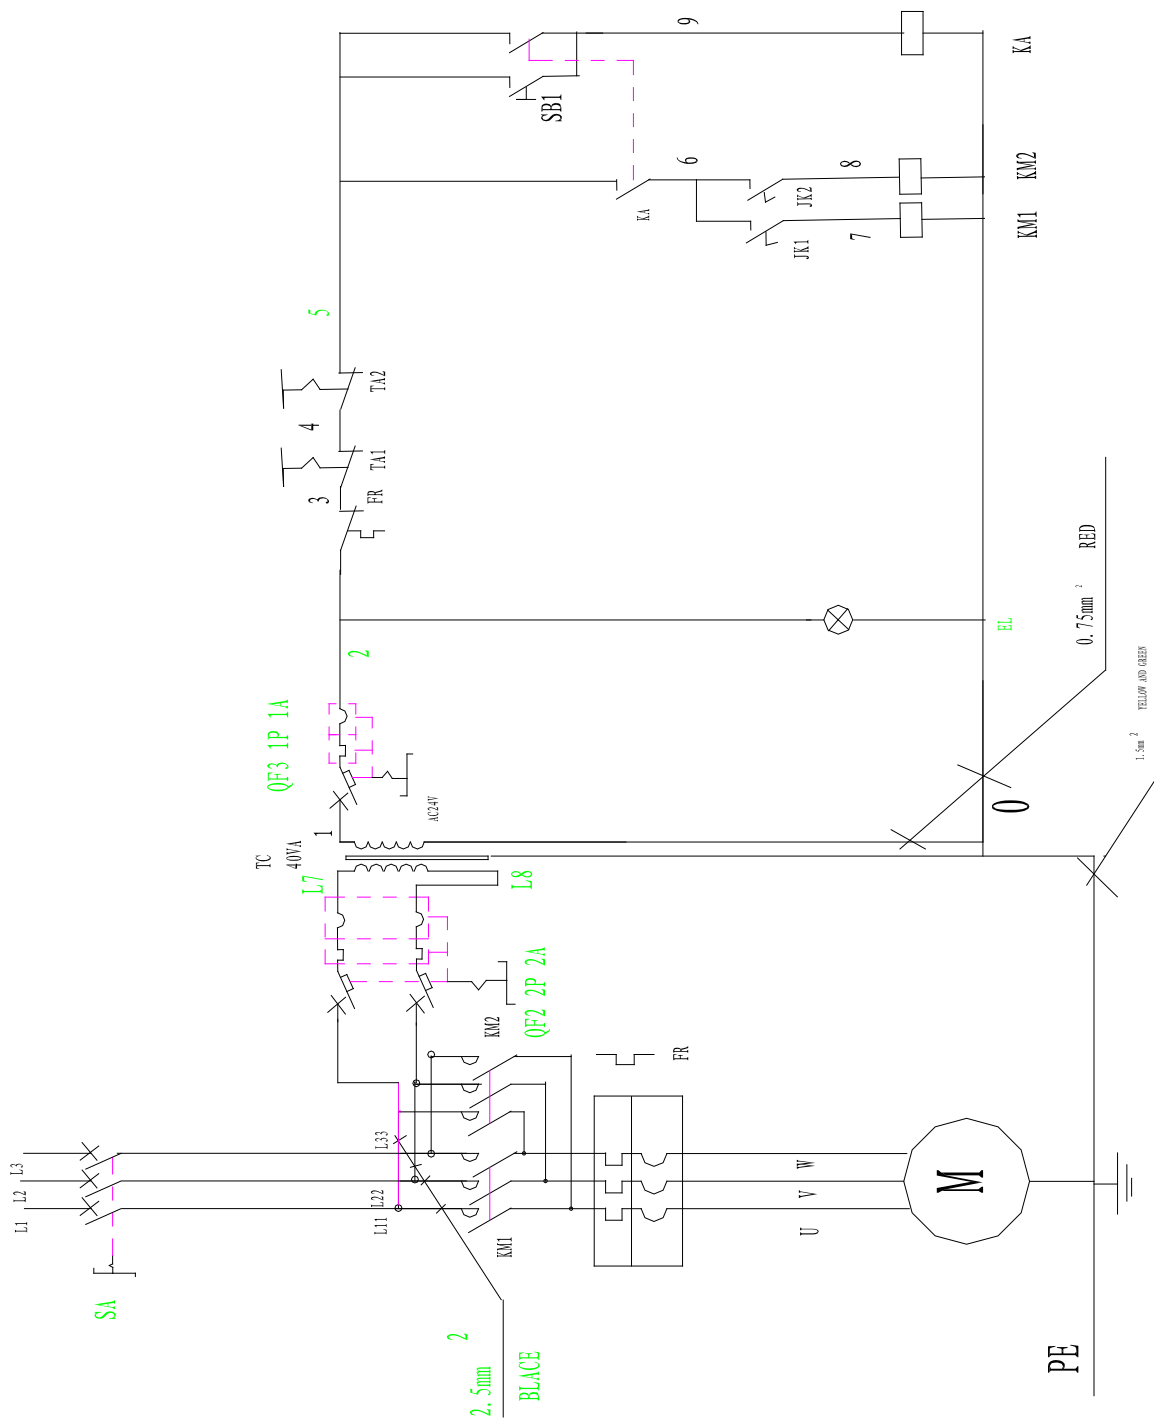 9
KA
SB1
6
8
KM2
KA
JK2
JK1
7
KM1
5
TA2
4
TA1
3
FR
RED
0.75mm 2
EL
2
YELLOW AND GREEN
1.5mm 2
QF3 1P 1A
AC24V
0
1
TC
40VA
L7
L8
QF2 2P 2A
KM2
FR
L3
L2
L1
L33
L22
L11
KM1
W
V
U
M
SA
2
2.5mm
BLACE
PE